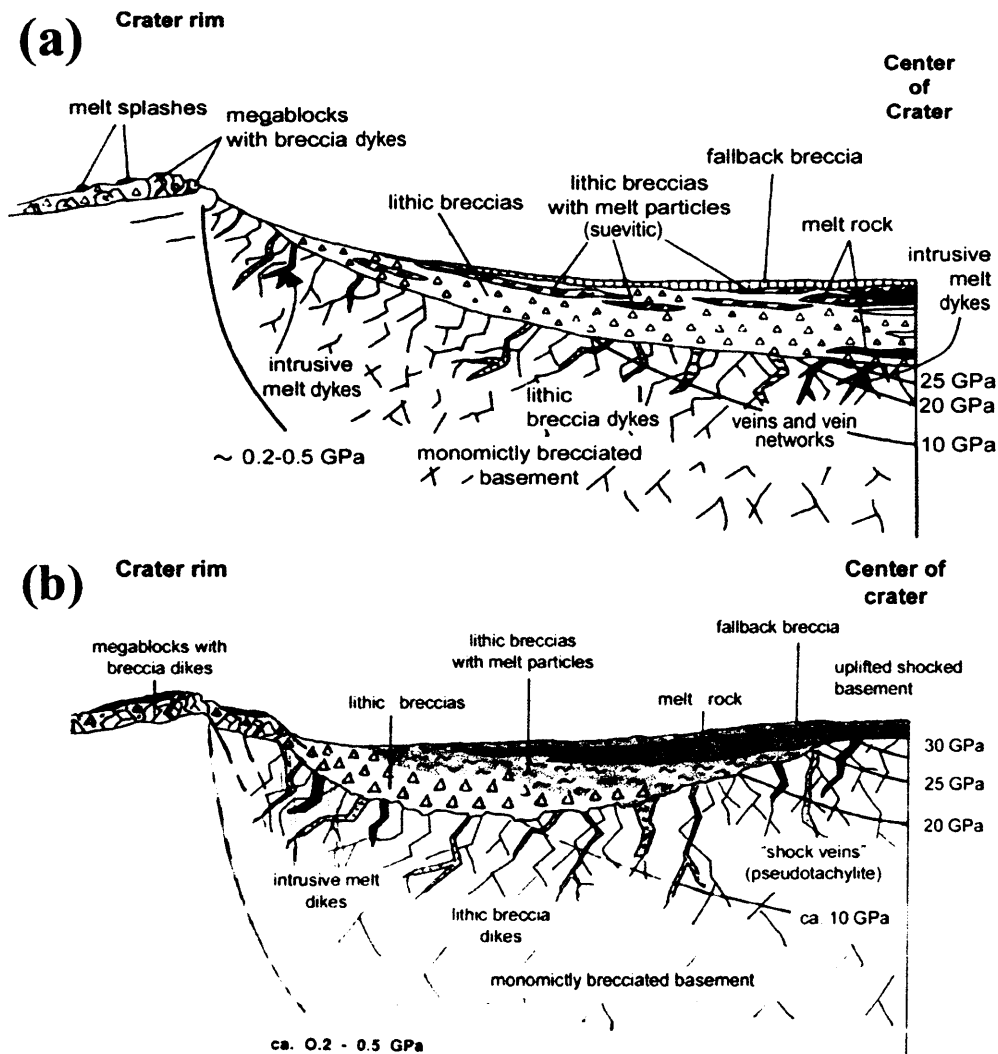 (a)
Crater rim
Center
of
Crater
melt splashes
megablocks
with breccia dykes
fallback breccia
lithic breccias
lithic breccias
with melt particles
(suevitic)
melt rock
intrusive
melt
dykes
intrusive
melt dykes
lithic
breccia dykes
veins and vein
networks
25 GPa
20 GPa
10 GPa
~ 0.2-0.5 GPa
monomictly brecciated
basement
(b)
Crater rim
Center of
crater
megablocks with
breccia dikes
lithic breccias
with melt particles
fallback breccia
uplifted shocked
basement
lithic breccias
melt rock
30 GPa
25 GPa
20 GPa
"shock veins"
(pseudotachylite)
intrusive melt
dikes
lithic breccia
dikes
ca. 10 GPa
monomictly brecciated basement
ca. 0.2 - 0.5 GPa